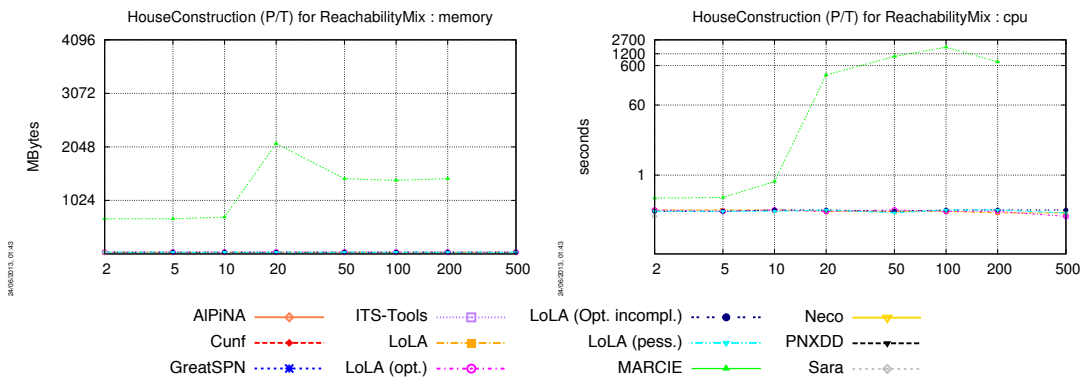 HouseConstruction (P/T) for ReachabilityMix : memory
4096
3072
2048
1024
MBytes
2 5 10 20 50 100 200 500
24/06/2013, 01:43
HouseConstruction (P/T) for ReachabilityMix : cpu
2700
1200
600
60
1
seconds
2 5 10 20 50 100 200 500
24/06/2013, 01:43
AlPiNA ITS-Tools LoLA (Opt. incompl.) Neco
Cunf LoLA LoLA (pess.) PNXDD
GreatSPN LoLA (opt.) MARCIE Sara